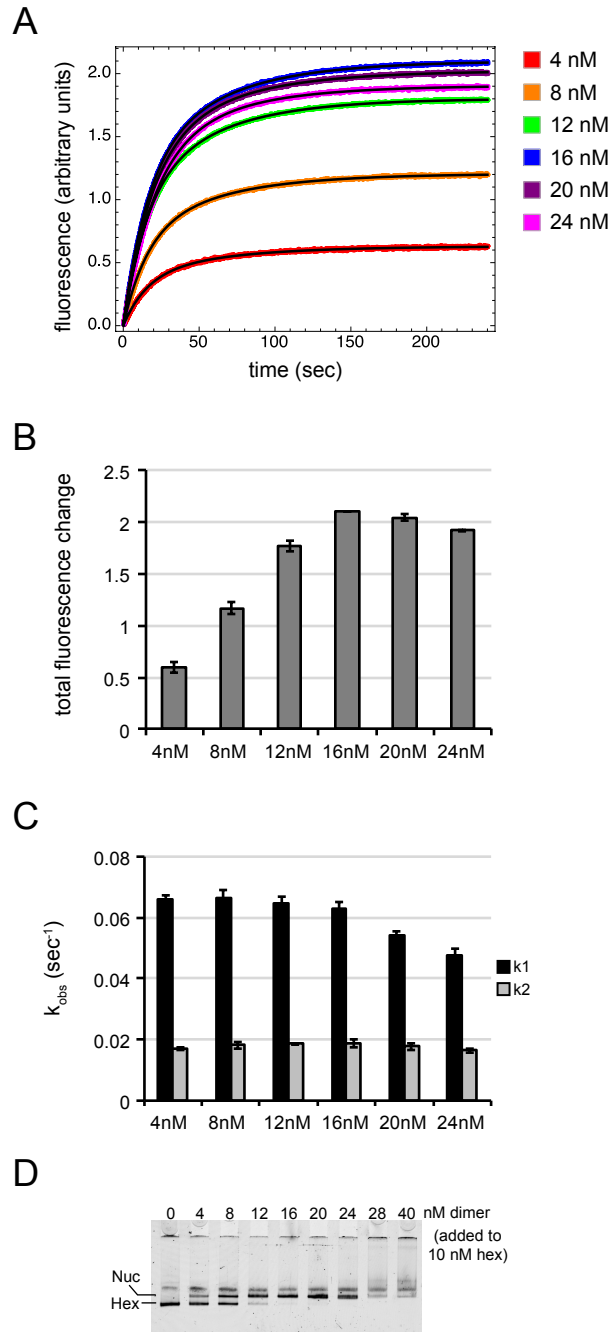 A
fluorescence (arbitrary units)
2.0
1.5
1.0
0.5
0.0
0 50 100 150 200
time (sec)
4 nM
8 nM
12 nM
16 nM
20 nM
24 nM
B
total fluorescence change
2.5
2
1.5
1
0.5
0
4nM 8nM 12nM 16nM 20nM 24nM
C
kobs (sec-1)
0.08
0.06
0.04
0.02
0
4nM 8nM 12nM 16nM 20nM 24nM
k1
k2
D
0 4 8 12 16 20 24 28 40 nM dimer
(added to
10 nM hex)
Nuc
Hex